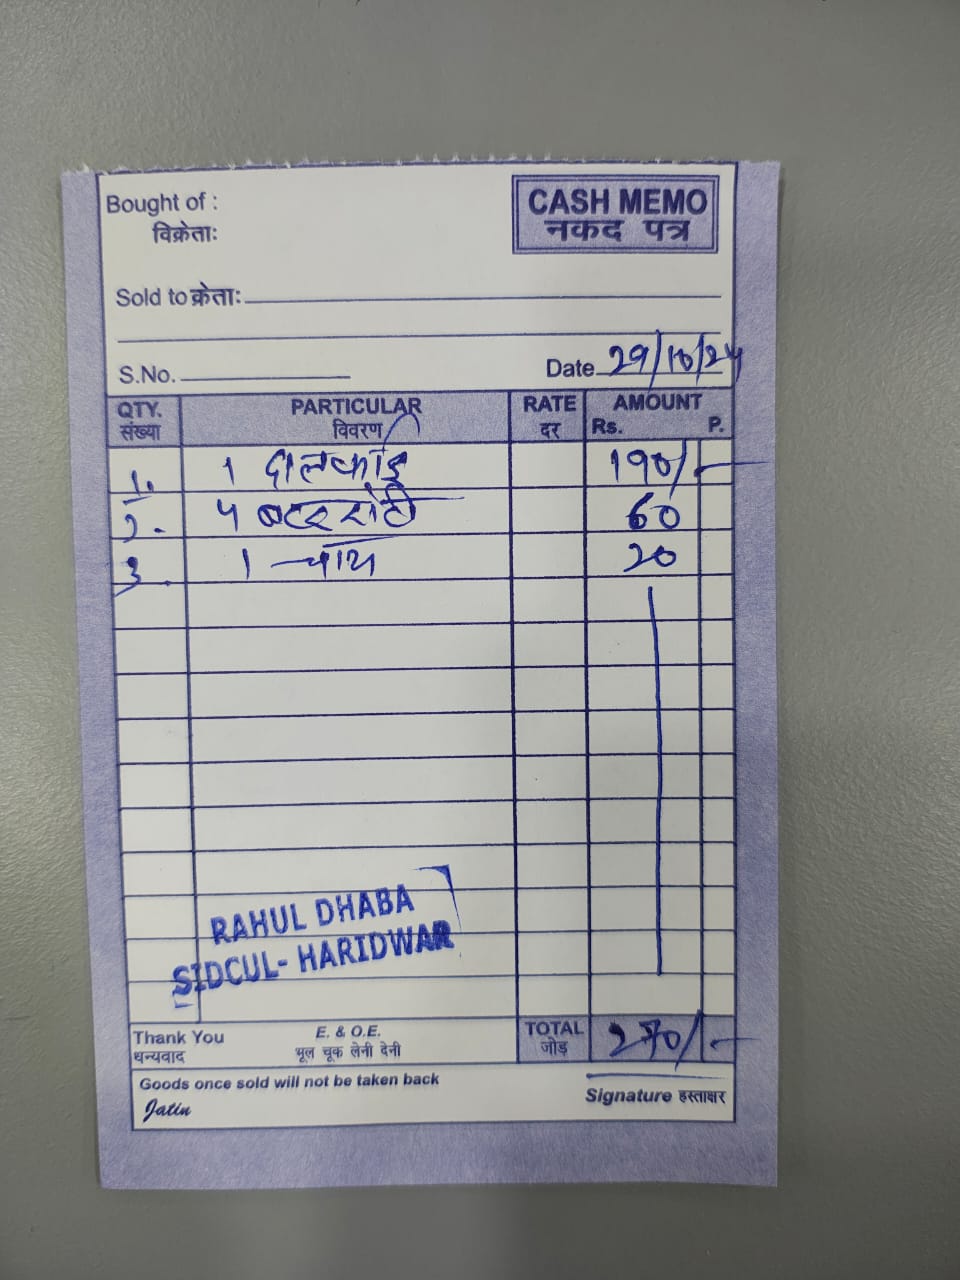 Bought of :
विक्रेताः
CASH MEMO
नकद पत्र
Sold to क्रेताः
S.No.
Date 29/10/24
QTY. PARTICULAR RATE AMOUNT
संख्या विवरण दर Rs. P.
1. 1 190/-
2. 4 बटर रोटी 60
3. 1 चाय 20
RAHUL DHABA
SIDCUL- HARIDWAR
Thank You E. & O.E. TOTAL 270/-
धन्यवाद भूल चूक लेनी देनी जोड़
Goods once sold will not be taken back
Jatin
Signature हस्ताक्षर